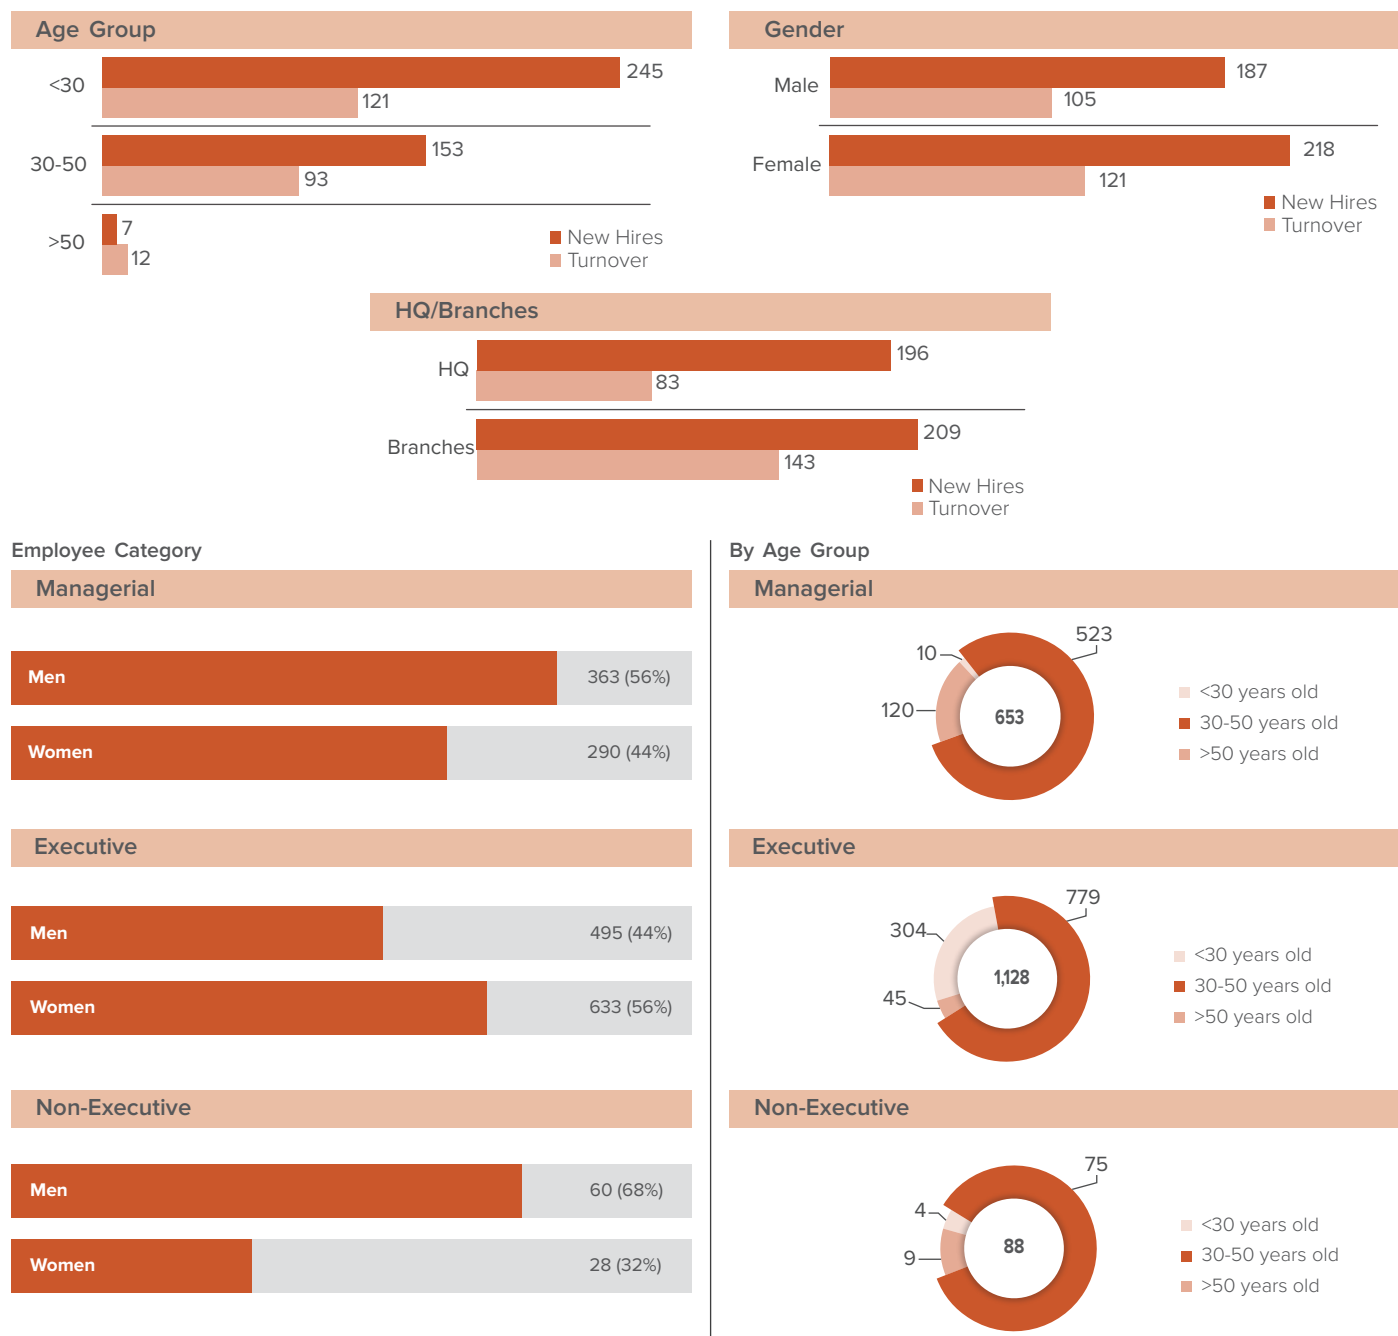 Age Group
<30
245
121
30-50
153
93
>50
7
12
New Hires
Turnover
Gender
Male
187
105
Female
218
121
New Hires
Turnover
HQ/Branches
HQ
196
83
Branches
209
143
New Hires
Turnover
Employee Category
Managerial
Men
363 (56%)
Women
290 (44%)
Executive
Men
495 (44%)
Women
633 (56%)
Non-Executive
Men
60 (68%)
Women
28 (32%)
By Age Group
Managerial
523
10
120
653
<30 years old
30-50 years old
>50 years old
Executive
779
304
45
1,128
<30 years old
30-50 years old
>50 years old
Non-Executive
75
4
9
88
<30 years old
30-50 years old
>50 years old